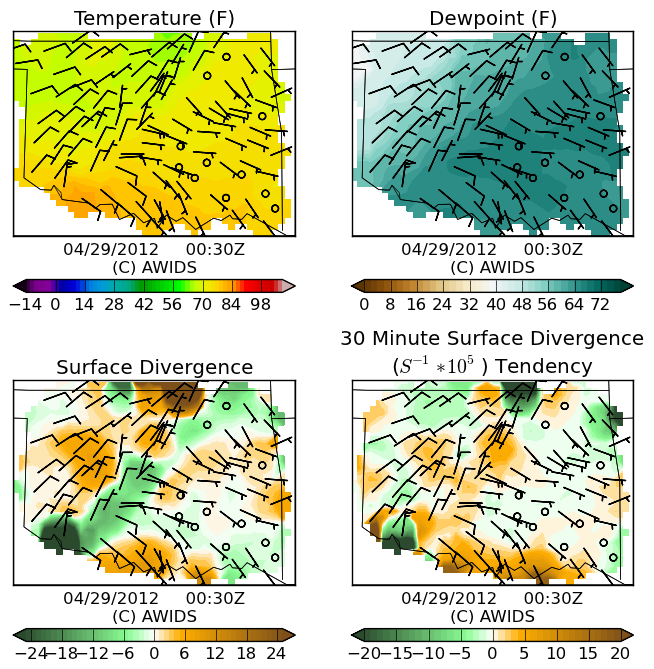 Temperature (F)
Dewpoint (F)
04/29/2012 00:30Z
(C) AWIDS
04/29/2012 00:30Z
(C) AWIDS
−14 0 14 28 42 56 70 84 98
0 8 16 24 32 40 48 56 64 72
Surface Divergence
30 Minute Surface Divergence
(S⁻¹ *10⁵ ) Tendency
04/29/2012 00:30Z
(C) AWIDS
04/29/2012 00:30Z
(C) AWIDS
−24 −18 −12 −6 0 6 12 18 24
−20 −15 −10 −5 0 5 10 15 20